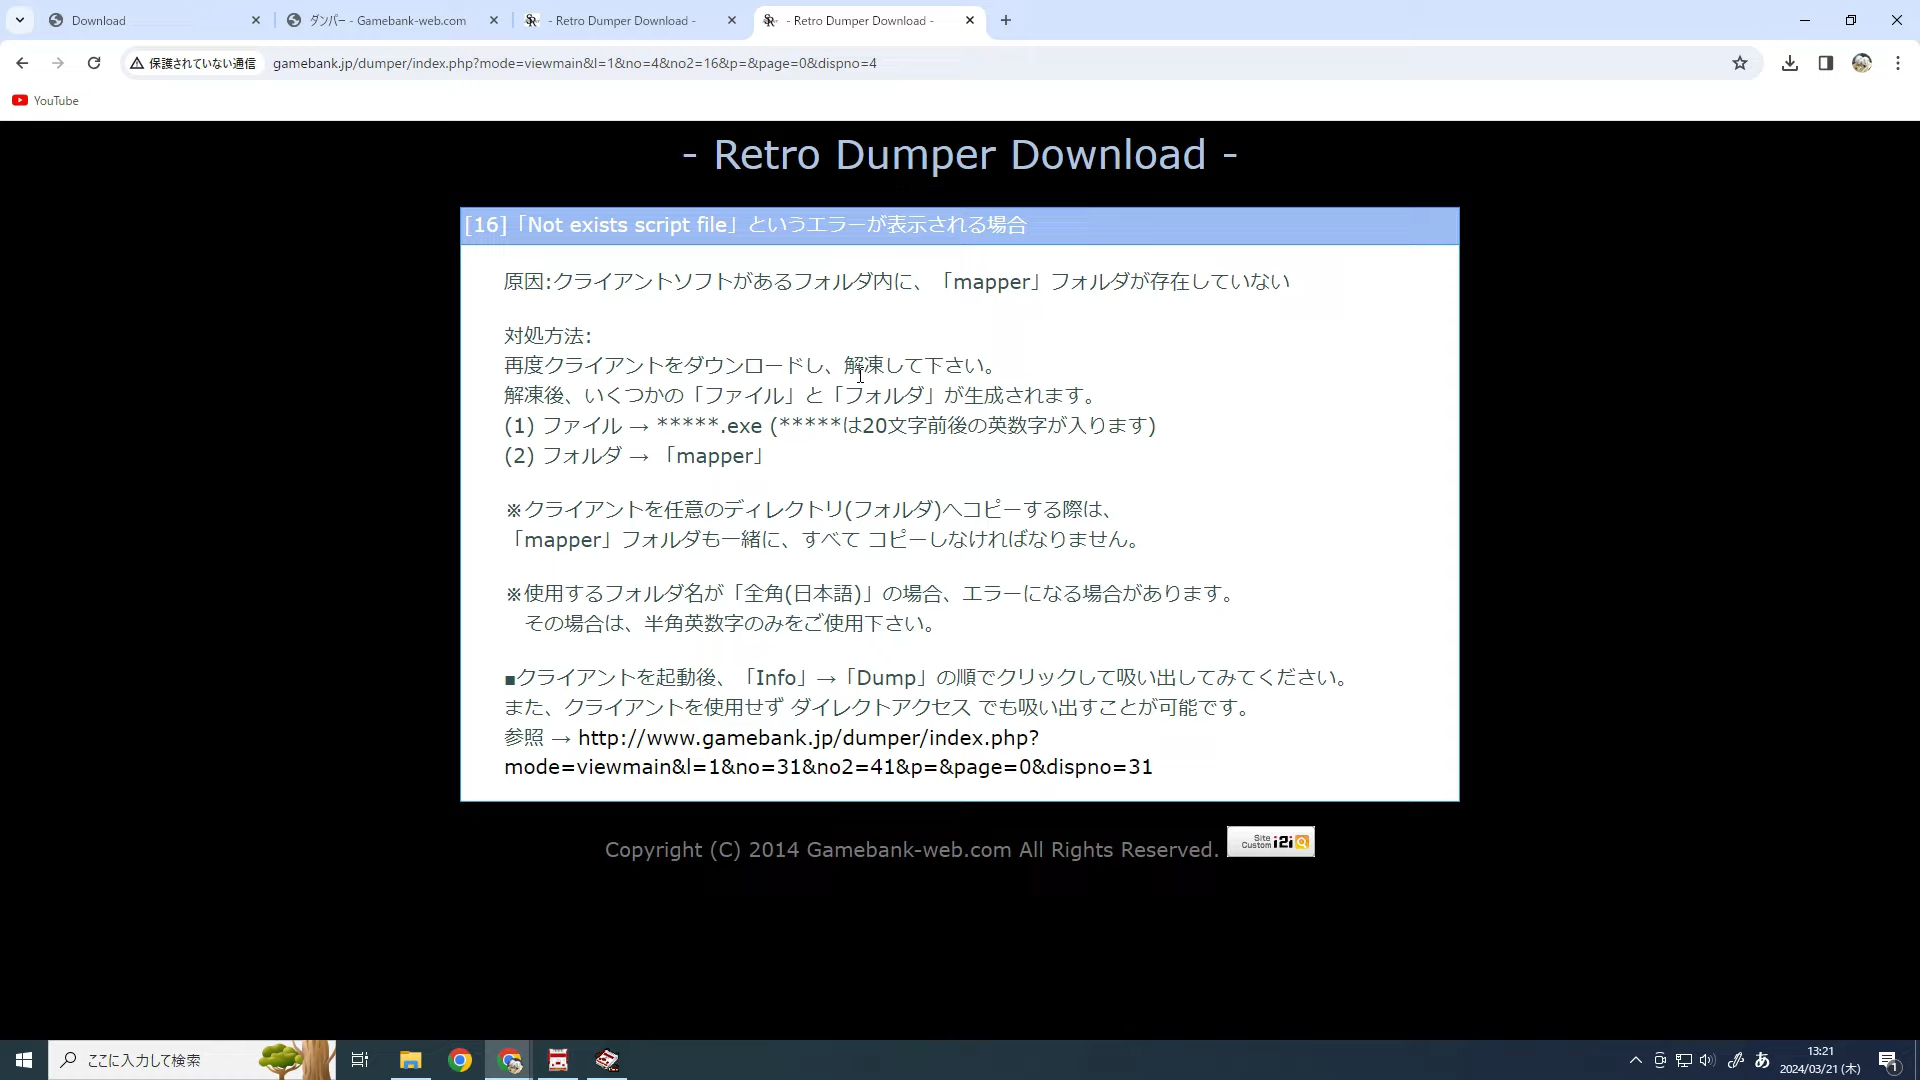 Download
ダンパー - Gamebank-web.com
- Retro Dumper Download -
- Retro Dumper Download -
保護されていない通信
gamebank.jp/dumper/index.php?mode=viewmain&l=1&no=4&no2=16&p=&page=0&dispno=4
YouTube
- Retro Dumper Download -
[16]「Not exists script file」というエラーが表示される場合
原因:クライアントソフトがあるフォルダ内に、「mapper」フォルダが存在していない
対処方法:
再度クライアントをダウンロードし、解凍して下さい。
解凍後、いくつかの「ファイル」と「フォルダ」が生成されます。
(1) ファイル → *****.exe (*****は20文字前後の英数字が入ります)
(2) フォルダ → 「mapper」
※クライアントを任意のディレクトリ(フォルダ)へコピーする際は、
「mapper」フォルダも一緒に、すべて コピーしなければなりません。
※使用するフォルダ名が「全角(日本語)」の場合、エラーになる場合があります。
その場合は、半角英数字のみをご使用下さい。
■クライアントを起動後、「Info」→「Dump」の順でクリックして吸い出してみてください。
また、クライアントを使用せず ダイレクトアクセス でも吸い出すことが可能です。
参照 → http://www.gamebank.jp/dumper/index.php?
mode=viewmain&l=1&no=31&no2=41&p=&page=0&dispno=31
Copyright (C) 2014 Gamebank-web.com All Rights Reserved.
Site
Custom i2i
ここに入力して検索
あ
13:21
2024/03/21 (木)
1